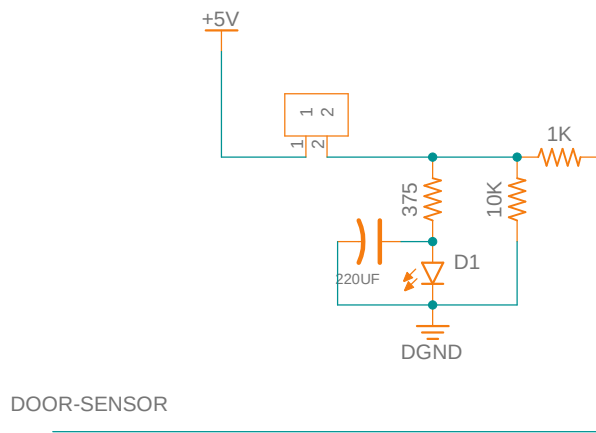 +5V
1 2
1 2
1K
375
10K
220UF
D1
DGND
DOOR-SENSOR